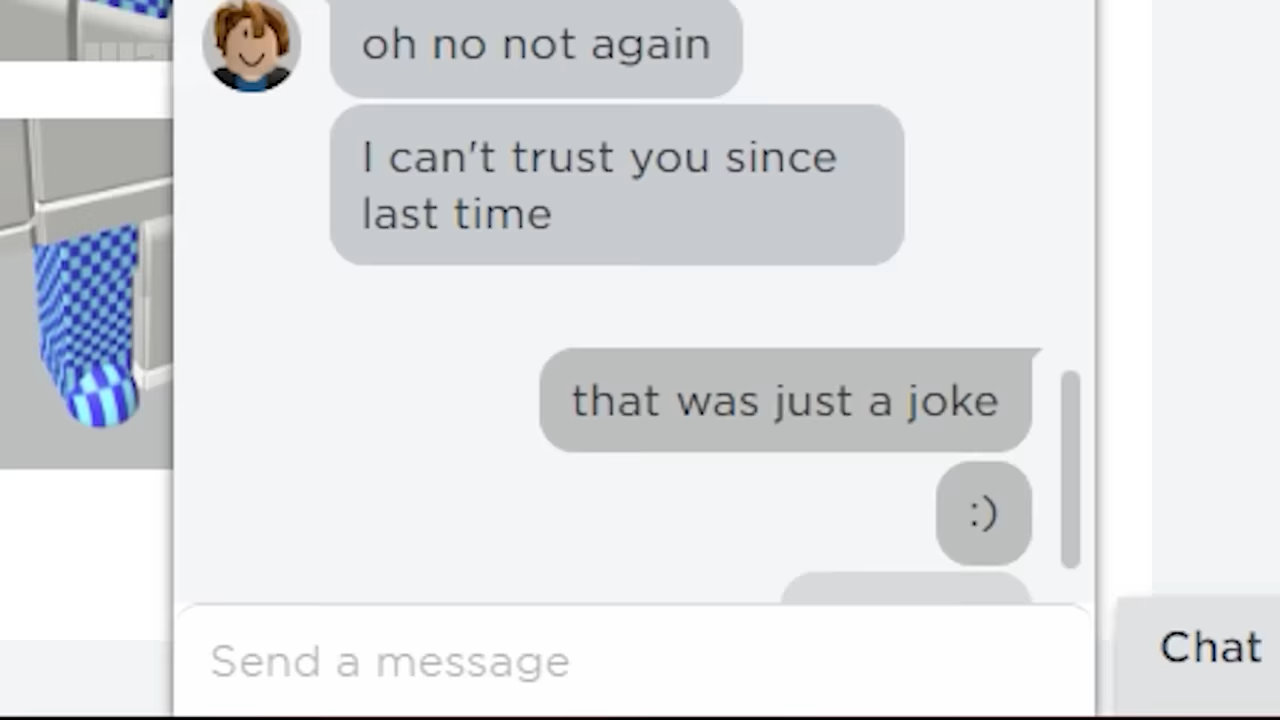 oh no not again
I can't trust you since
last time
that was just a joke
:)
Send a message
Chat